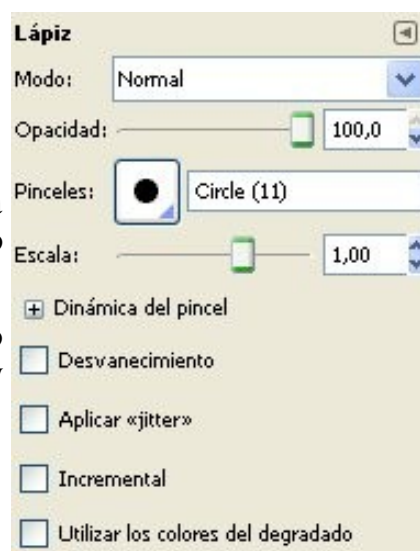 Lápiz
Modo: Normal
Opacidad: 100,0
Pinceles: Circle (11)
Escala: 1,00
Dinámica del pincel
Desvanecimiento
Aplicar «jitter»
Incremental
Utilizar los colores del degradado